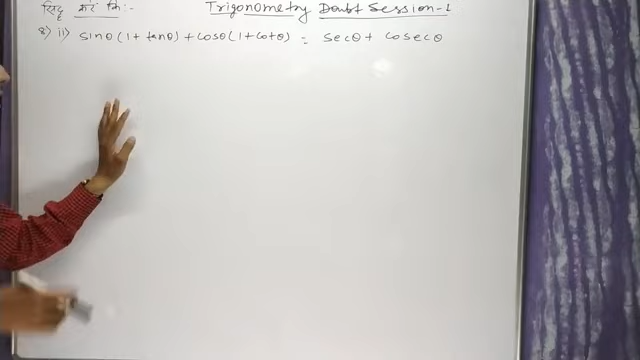 सिद्ध करें कि:- Trigonometry Doubt Session-1
8) ii) sinθ(1+tanθ)+cosθ(1+cotθ) = secθ+ cosecθ